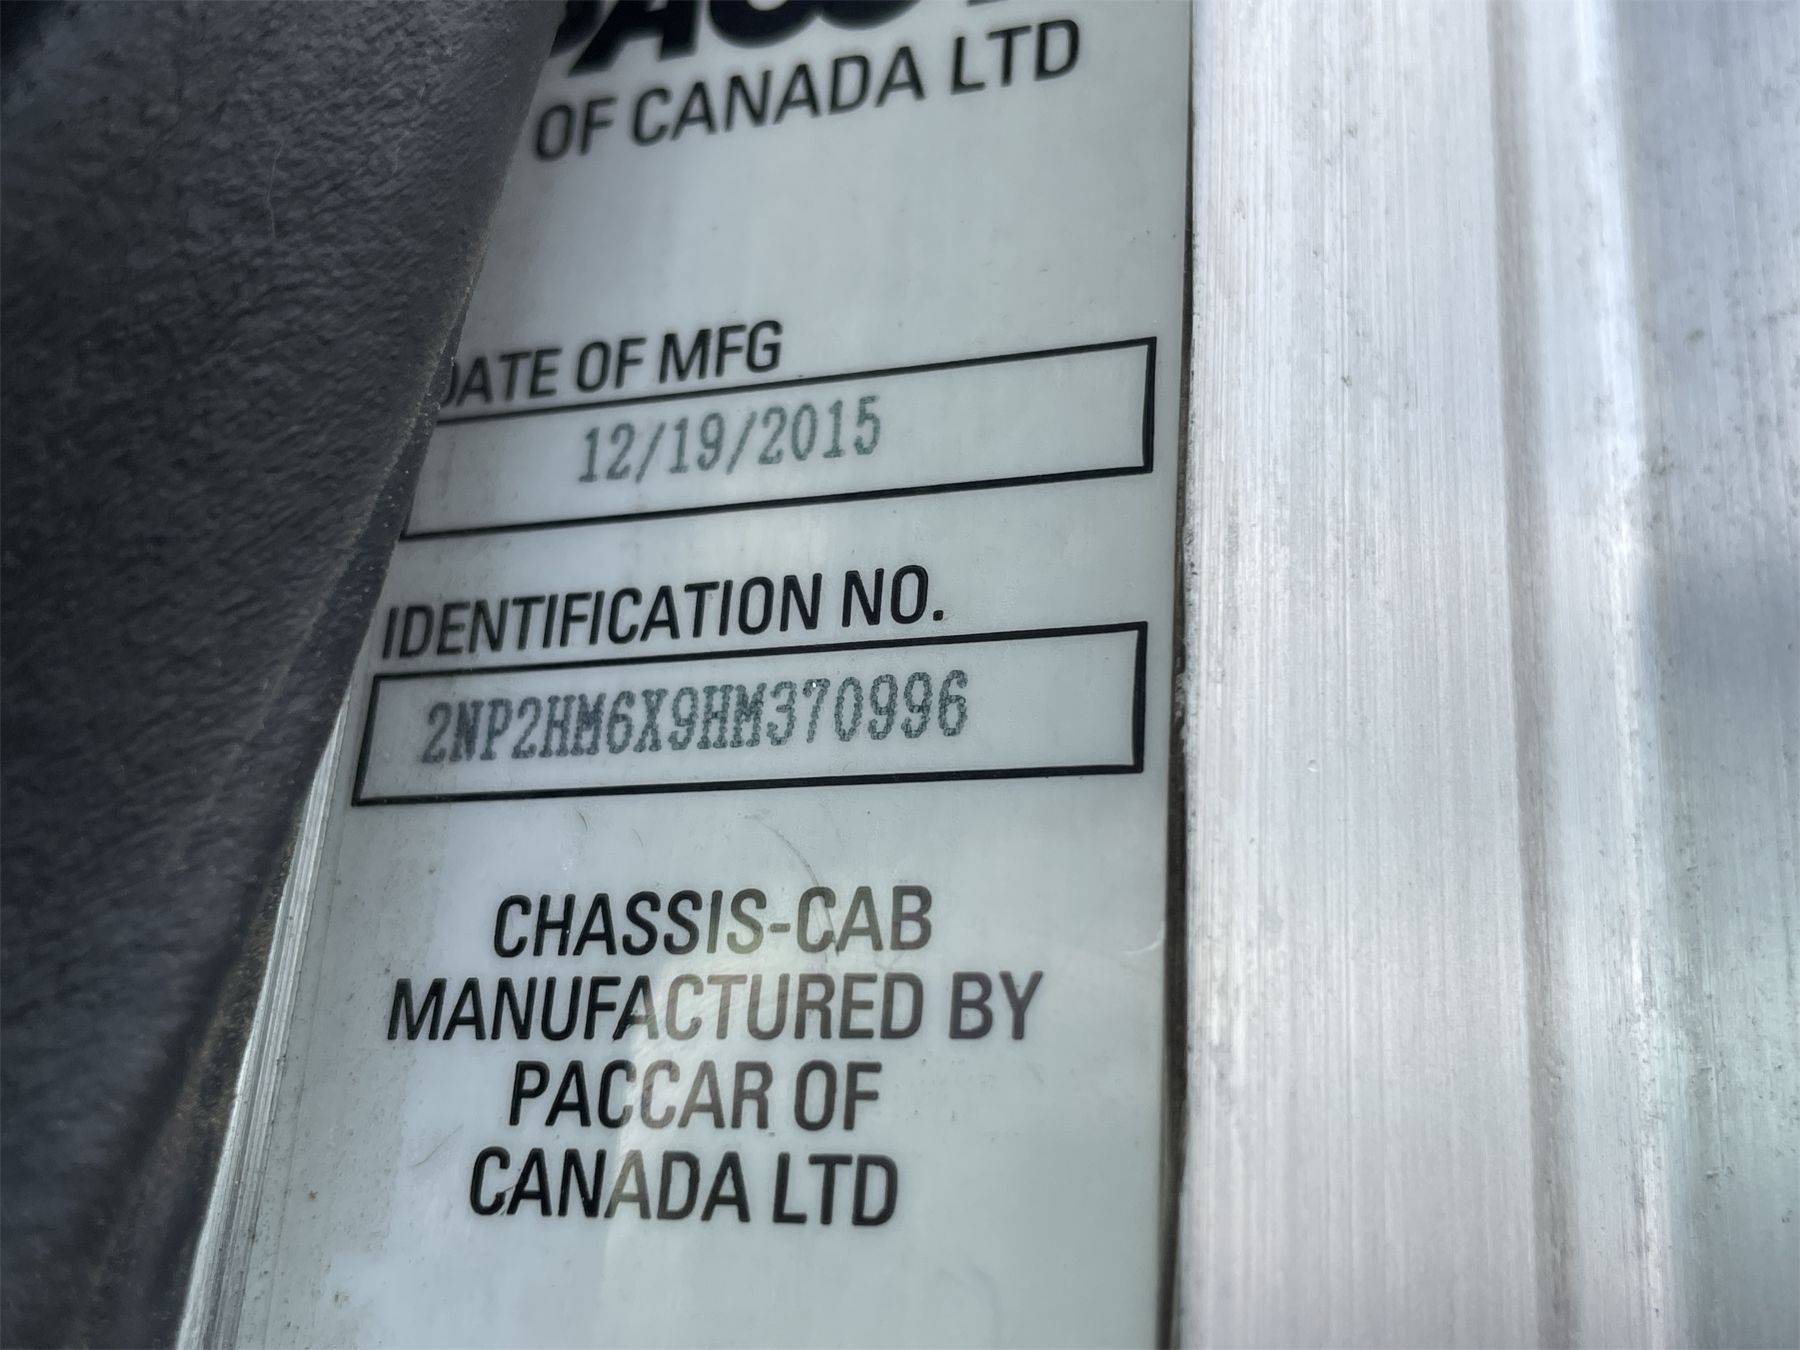 OF CANADA LTD
DATE OF MFG
12/19/2015
IDENTIFICATION NO.
2NP2HM6X9HM370996
CHASSIS-CAB
MANUFACTURED BY
PACCAR OF
CANADA LTD